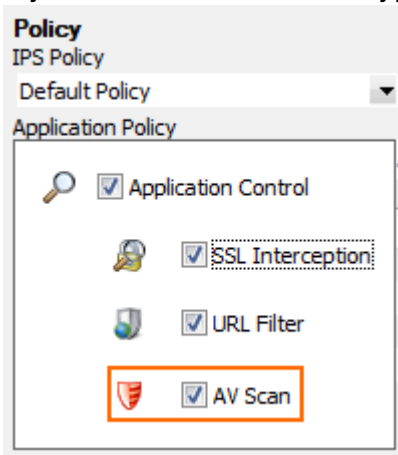 Policy
IPS Policy
Default Policy
Application Policy
Application Control
SSL Interception
URL Filter
AV Scan